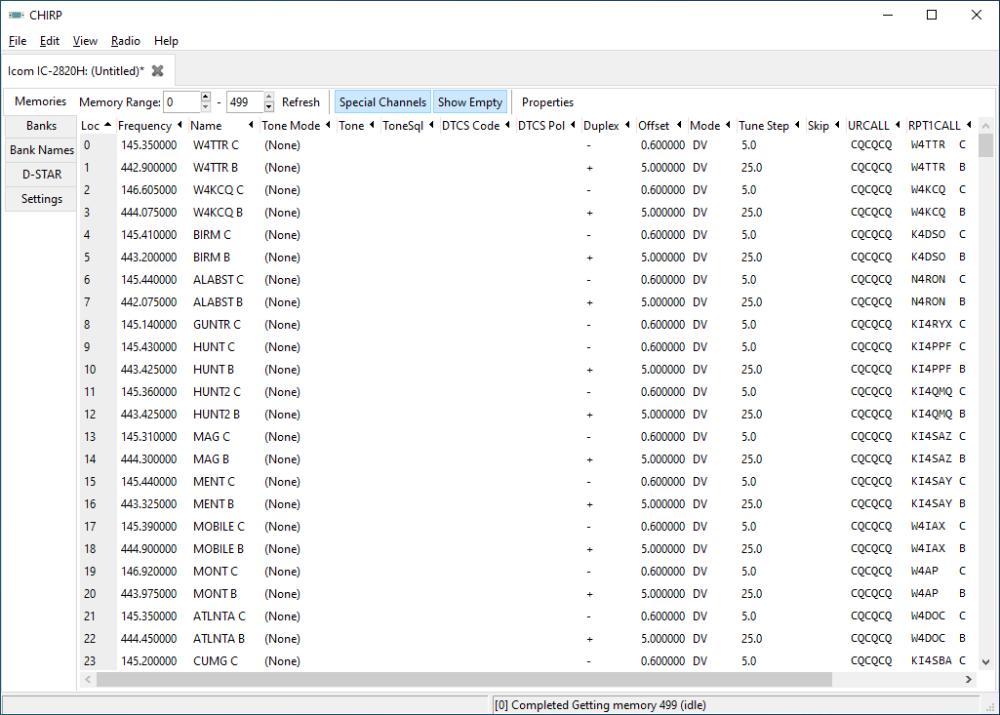 CHIRP
File Edit View Radio Help
Icom IC-2820H: (Untitled)*
Memories Memory Range: 0 - 499 Refresh Special Channels Show Empty Properties
Banks
Bank Names
D-STAR
Settings
Loc Frequency Name Tone Mode Tone ToneSql DTCS Code DTCS Pol Duplex Offset Mode Tune Step Skip URCALL RPT1CALL
0 145.350000 W4TTR C (None) - 0.600000 DV 5.0 CQCQCQ W4TTR C
1 442.900000 W4TTR B (None) + 5.000000 DV 25.0 CQCQCQ W4TTR B
2 146.605000 W4KCQ C (None) - 0.600000 DV 5.0 CQCQCQ W4KCQ C
3 444.075000 W4KCQ B (None) + 5.000000 DV 25.0 CQCQCQ W4KCQ B
4 145.410000 BIRM C (None) - 0.600000 DV 5.0 CQCQCQ K4DSO C
5 443.200000 BIRM B (None) + 5.000000 DV 25.0 CQCQCQ K4DSO B
6 145.440000 ALABST C (None) - 0.600000 DV 5.0 CQCQCQ N4RON C
7 442.075000 ALABST B (None) + 5.000000 DV 25.0 CQCQCQ N4RON B
8 145.140000 GUNTR C (None) - 0.600000 DV 5.0 CQCQCQ KI4RYX C
9 145.430000 HUNT C (None) - 0.600000 DV 5.0 CQCQCQ KI4PPF C
10 443.425000 HUNT B (None) + 5.000000 DV 25.0 CQCQCQ KI4PPF B
11 145.360000 HUNT2 C (None) - 0.600000 DV 5.0 CQCQCQ KI4QMQ C
12 443.425000 HUNT2 B (None) + 5.000000 DV 25.0 CQCQCQ KI4QMQ B
13 145.310000 MAG C (None) - 0.600000 DV 5.0 CQCQCQ KI4SAZ C
14 444.300000 MAG B (None) + 5.000000 DV 25.0 CQCQCQ KI4SAZ B
15 145.440000 MENT C (None) - 0.600000 DV 5.0 CQCQCQ KI4SAY C
16 443.325000 MENT B (None) + 5.000000 DV 25.0 CQCQCQ KI4SAY B
17 145.390000 MOBILE C (None) - 0.600000 DV 5.0 CQCQCQ W4IAX C
18 444.900000 MOBILE B (None) + 5.000000 DV 25.0 CQCQCQ W4IAX B
19 146.920000 MONT C (None) - 0.600000 DV 5.0 CQCQCQ W4AP C
20 443.975000 MONT B (None) + 5.000000 DV 25.0 CQCQCQ W4AP B
21 145.350000 ATLNTA C (None) - 0.600000 DV 5.0 CQCQCQ W4DOC C
22 444.450000 ATLNTA B (None) + 5.000000 DV 25.0 CQCQCQ W4DOC B
23 145.200000 CUMG C (None) - 0.600000 DV 5.0 CQCQCQ KI4SBA C
[0] Completed Getting memory 499 (idle)